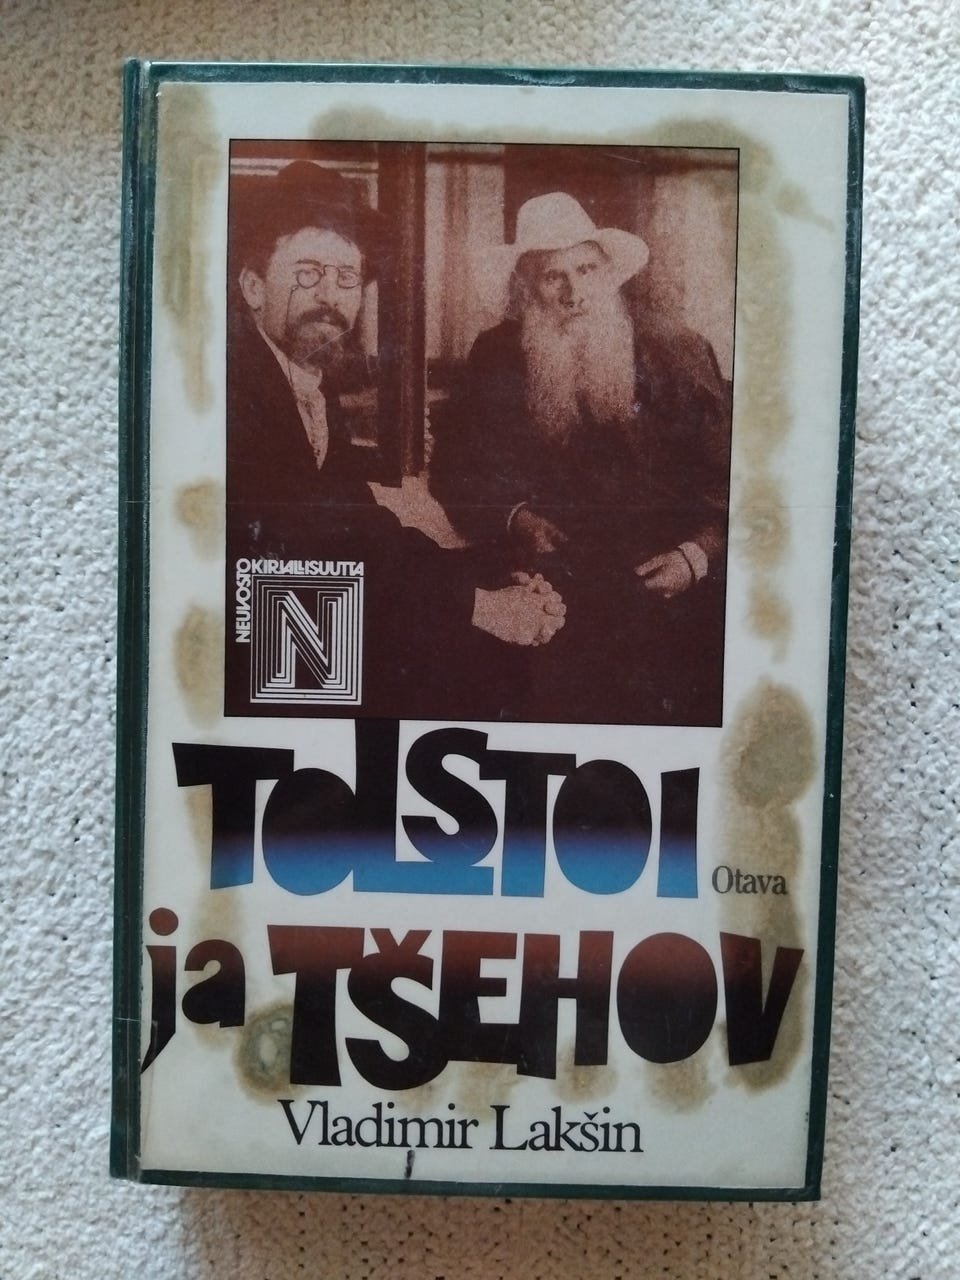 NEUVOSTOKIRJALLISUUTTA
N
TOLSTOI
Otava
ja TŠEHOV
Vladimir Lakšin